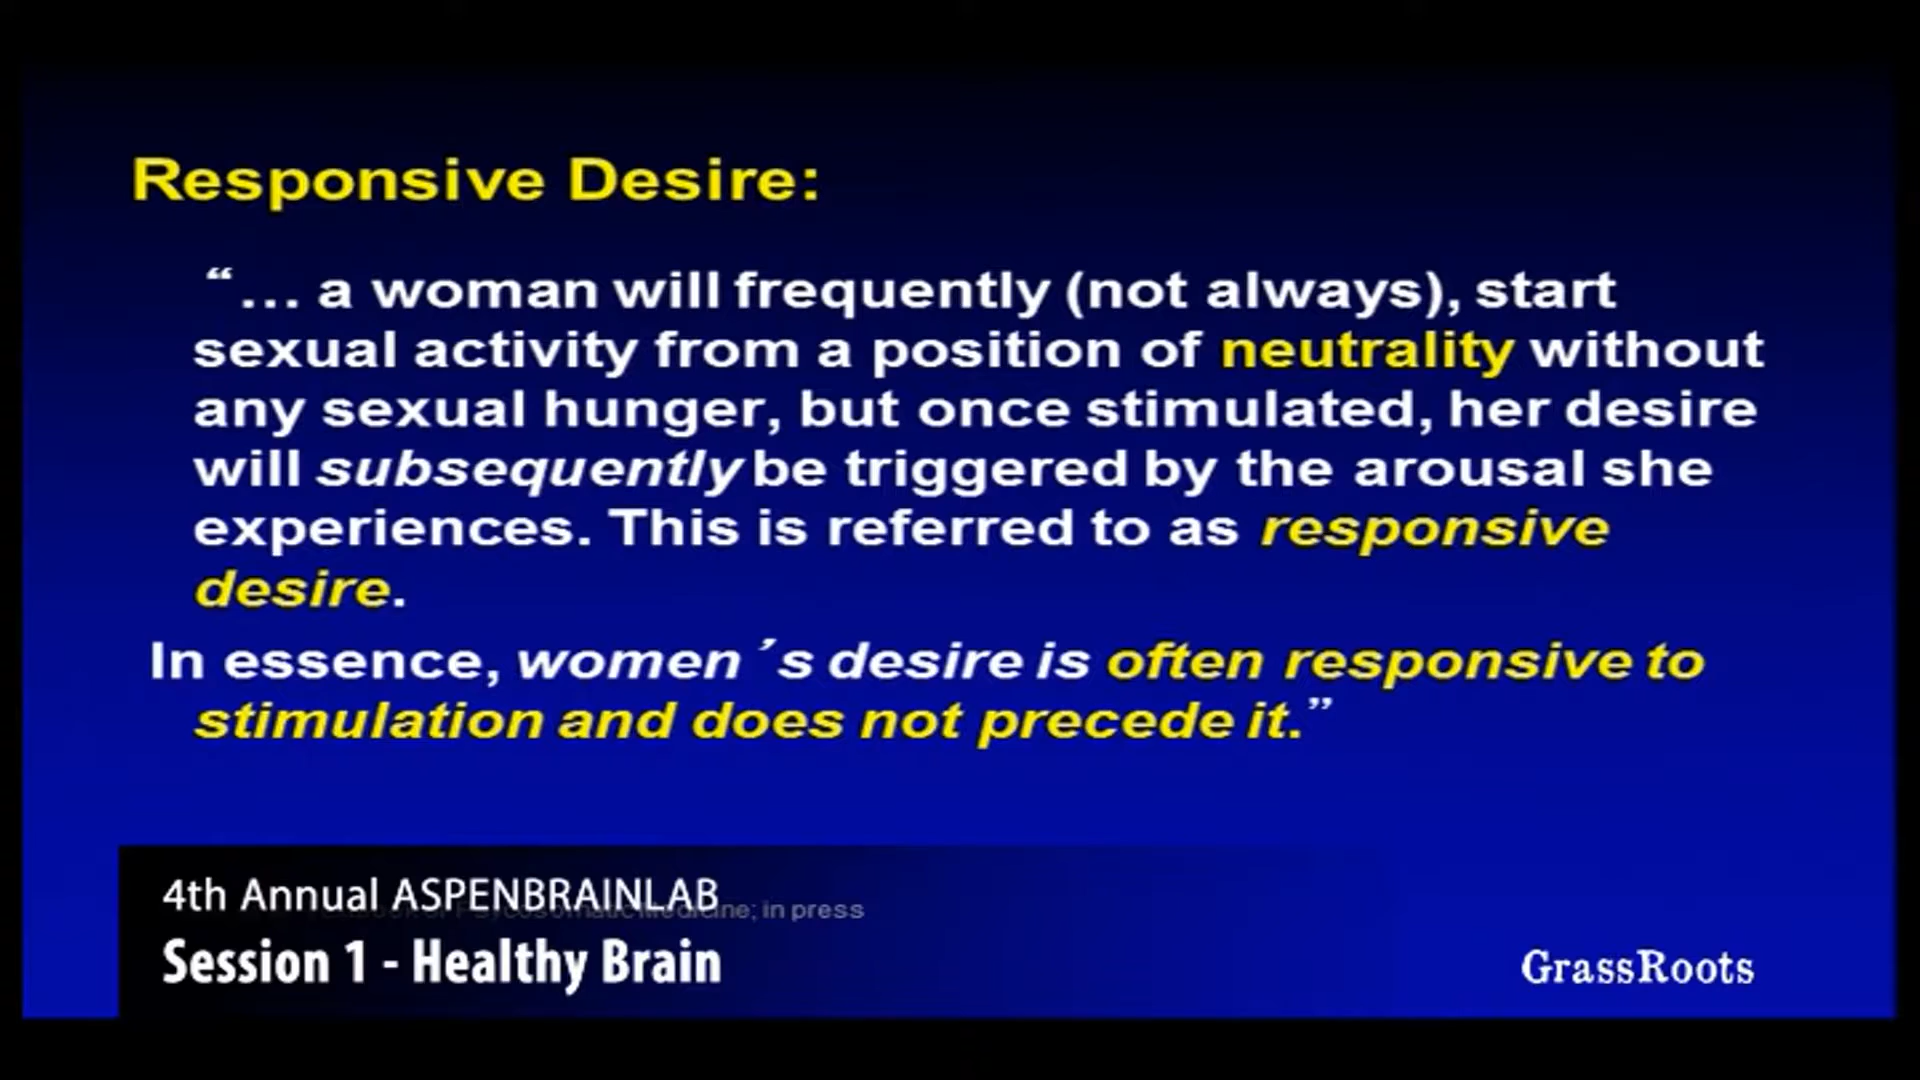 Responsive Desire:
“… a woman will frequently (not always), start
sexual activity from a position of neutrality without
any sexual hunger, but once stimulated, her desire
will subsequently be triggered by the arousal she
experiences. This is referred to as responsive
desire.
In essence, women ´s desire is often responsive to
stimulation and does not precede it.”
4th Annual ASPENBRAINLAB
in press
Session 1 - Healthy Brain
GrassRoots